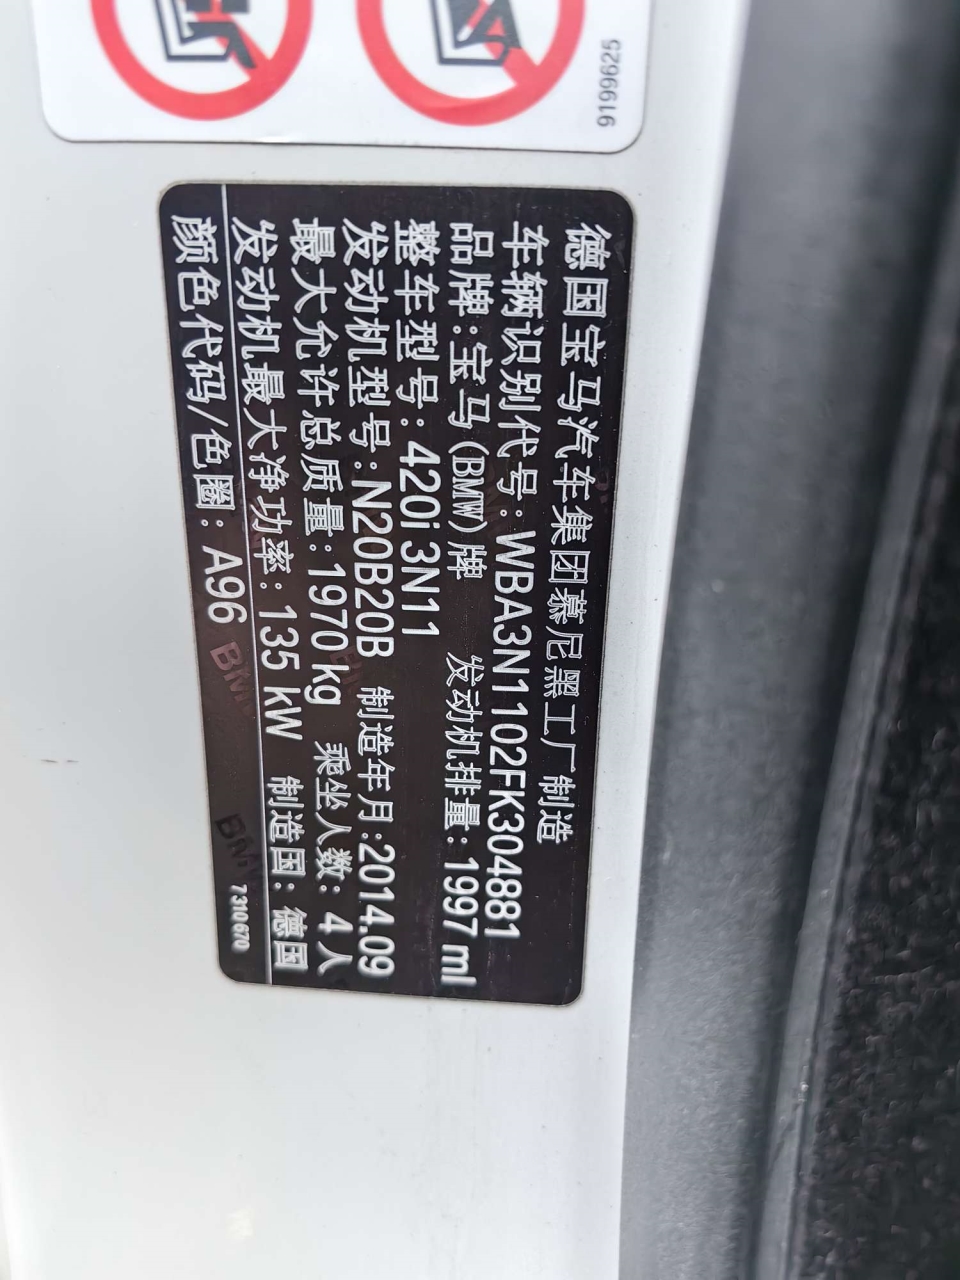 9199625
德国宝马汽车集团慕尼黑工厂制造
车辆识别代号:WBA3N1102FK304881
品牌:宝马(BMW)牌 发动机排量:1997 ml
整车型号:420i 3N11
发动机型号:N20B20B 制造年月:2014.09
最大允许总质量:1970 kg 乘坐人数:4人
发动机最大净功率:135 kW 制造国:德国
颜色代码/色圈:A96
7310670